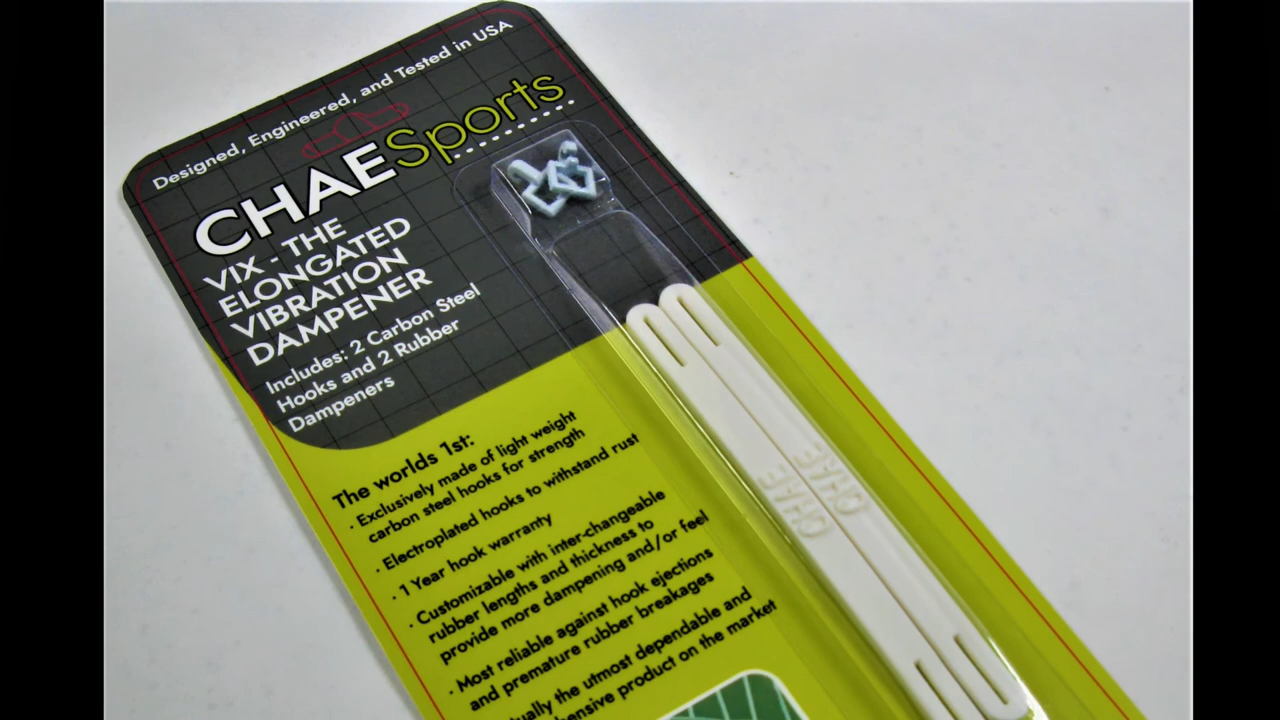 Designed, Engineered, and Tested in USA
CHAESports
VIX - THE
ELONGATED
VIBRATION
DAMPENER
Includes: 2 Carbon Steel
Hooks and 2 Rubber
Dampeners
The worlds 1st:
· Exclusively made of light weight
carbon steel hooks for strength
· Electroplated hooks to withstand rust
· 1 Year hook warranty
· Customizable with inter-changeable
rubber lengths and thickness to
provide more dampening and/or feel
· Most reliable against hook ejections
and premature rubber breakages
the utmost dependable and
product on the market
CHAE
CHAE